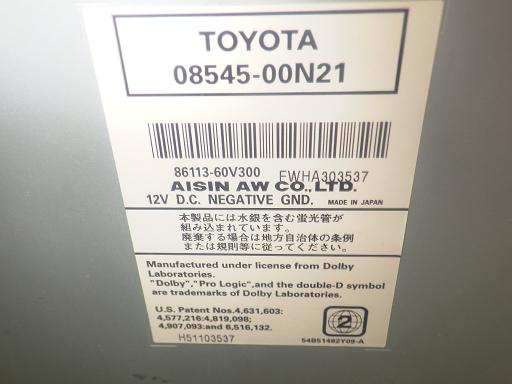 TOYOTA
08545-00N21
86113-60V300 EWHA303537
AISIN AW CO.,LTD.
12V D.C. NEGATIVE GND. MADE IN JAPAN
本製品には水銀を含む蛍光管が
組み込まれています。
廃棄する場合は地方自治体の条例
または規則等に従ってください。
Manufactured under license from Dolby
Laboratories.
"Dolby","Pro Logic",and the double-D symbol
are trademarks of Dolby Laboratories.
U.S. Patent Nos.4,631,603:
4,577,216:4,819,098;
4,907,093:and 6,516,132.
H51103537
2
54B51482Y09-A